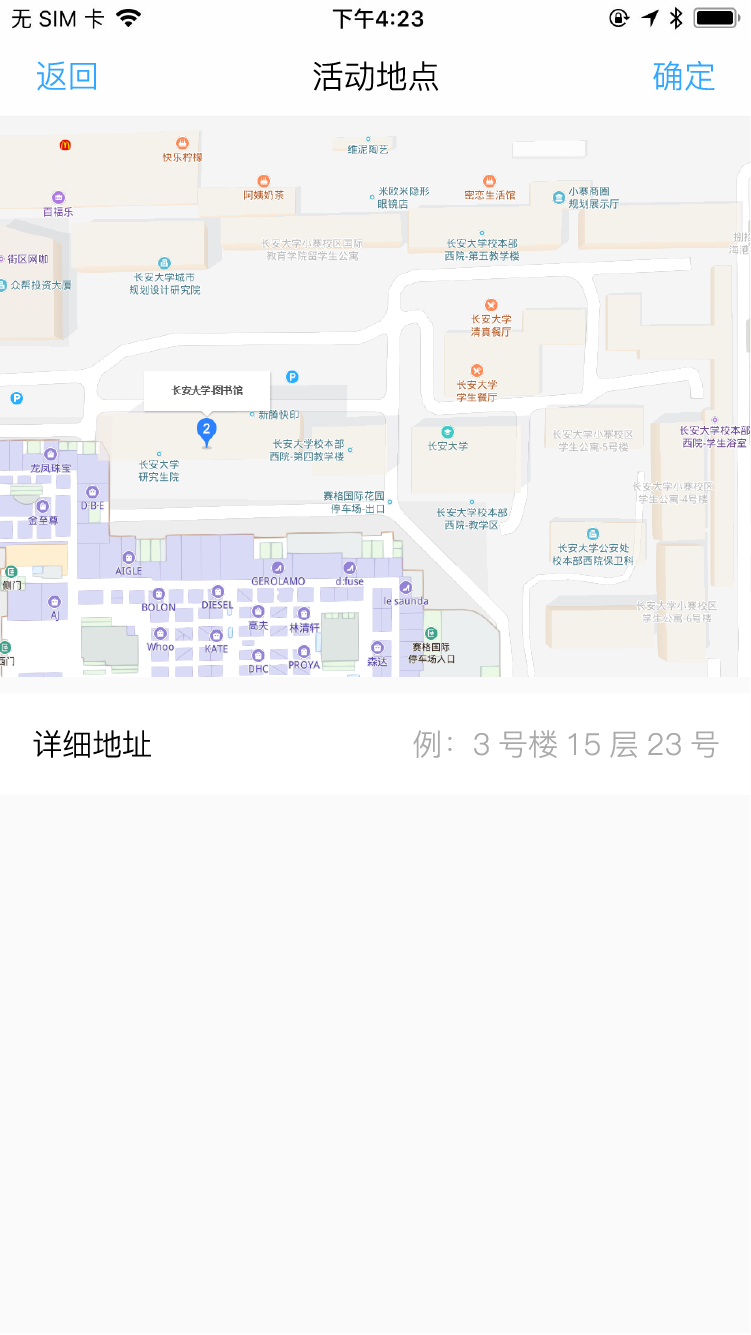 无 SIM 卡
下午4:23
返回
活动地点
确定
快乐柠檬
维泥陶艺
百福乐
阿姨奶茶
米欧米隐形
眼镜店
密恋生活馆
小寨商圈
规划展示厅
长安大学小寨校区国际
教育学院留学生公寓
长安大学校本部
西院-第五教学楼
街区网咖
众帮投资大厦
长安大学城市
规划设计研究院
长安大学
清真餐厅
P
P
长安大学
学生餐厅
长安大学-图书馆
2
新腾快印
长安大学校本部
西院-第四教学楼
长安大学
研究生院
长安大学
长安大学小寨校区
学生公寓-5号楼
长安大学校本部
西院-学生浴室
龙凤珠宝
D·B·E
金至尊
赛格国际花园
停车场-出口
长安大学校本部
西院-教学区
长安大学小寨校区
学生公寓-4号楼
长安大学公安处
校本部西院保卫科
侧门
AIGLE
GEROLAMO
d:fuse
le saunda
AJ
BOLON
DIESEL
高夫
林清轩
长安大学小寨校区
学生公寓-6号楼
西门
Whoo
KATE
DHC
PROYA
森达
赛格国际
停车场入口
详细地址
例：3 号楼 15 层 23 号